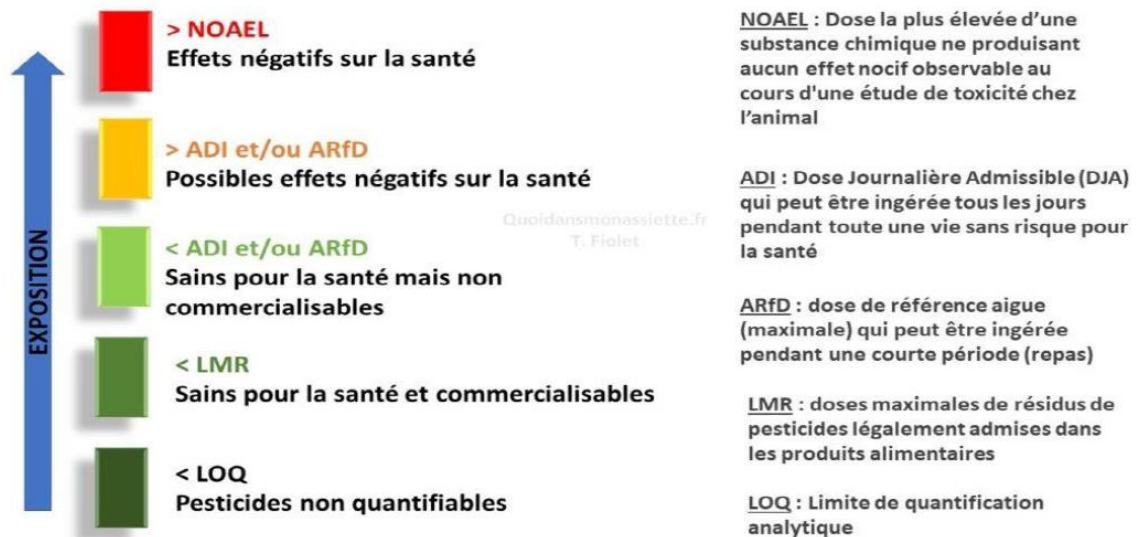 > NOAEL
Effets négatifs sur la santé
> ADI et/ou ARfD
Possibles effets négatifs sur la santé
< ADI et/ou ARfD
Sains pour la santé mais non
commercialisables
< LMR
Sains pour la santé et commercialisables
< LOQ
Pesticides non quantifiables
EXPOSITION
Quoidansmonassiette.fr
T. Fiolet
NOAEL : Dose la plus élevée d'une
substance chimique ne produisant
aucun effet nocif observable au
cours d'une étude de toxicité chez
l'animal
ADI : Dose Journalière Admissible (DJA)
qui peut être ingérée tous les jours
pendant toute une vie sans risque pour
la santé
ARfD : dose de référence aigue
(maximale) qui peut être ingérée
pendant une courte période (repas)
LMR : doses maximales de résidus de
pesticides légalement admises dans
les produits alimentaires
LOQ : Limite de quantification
analytique